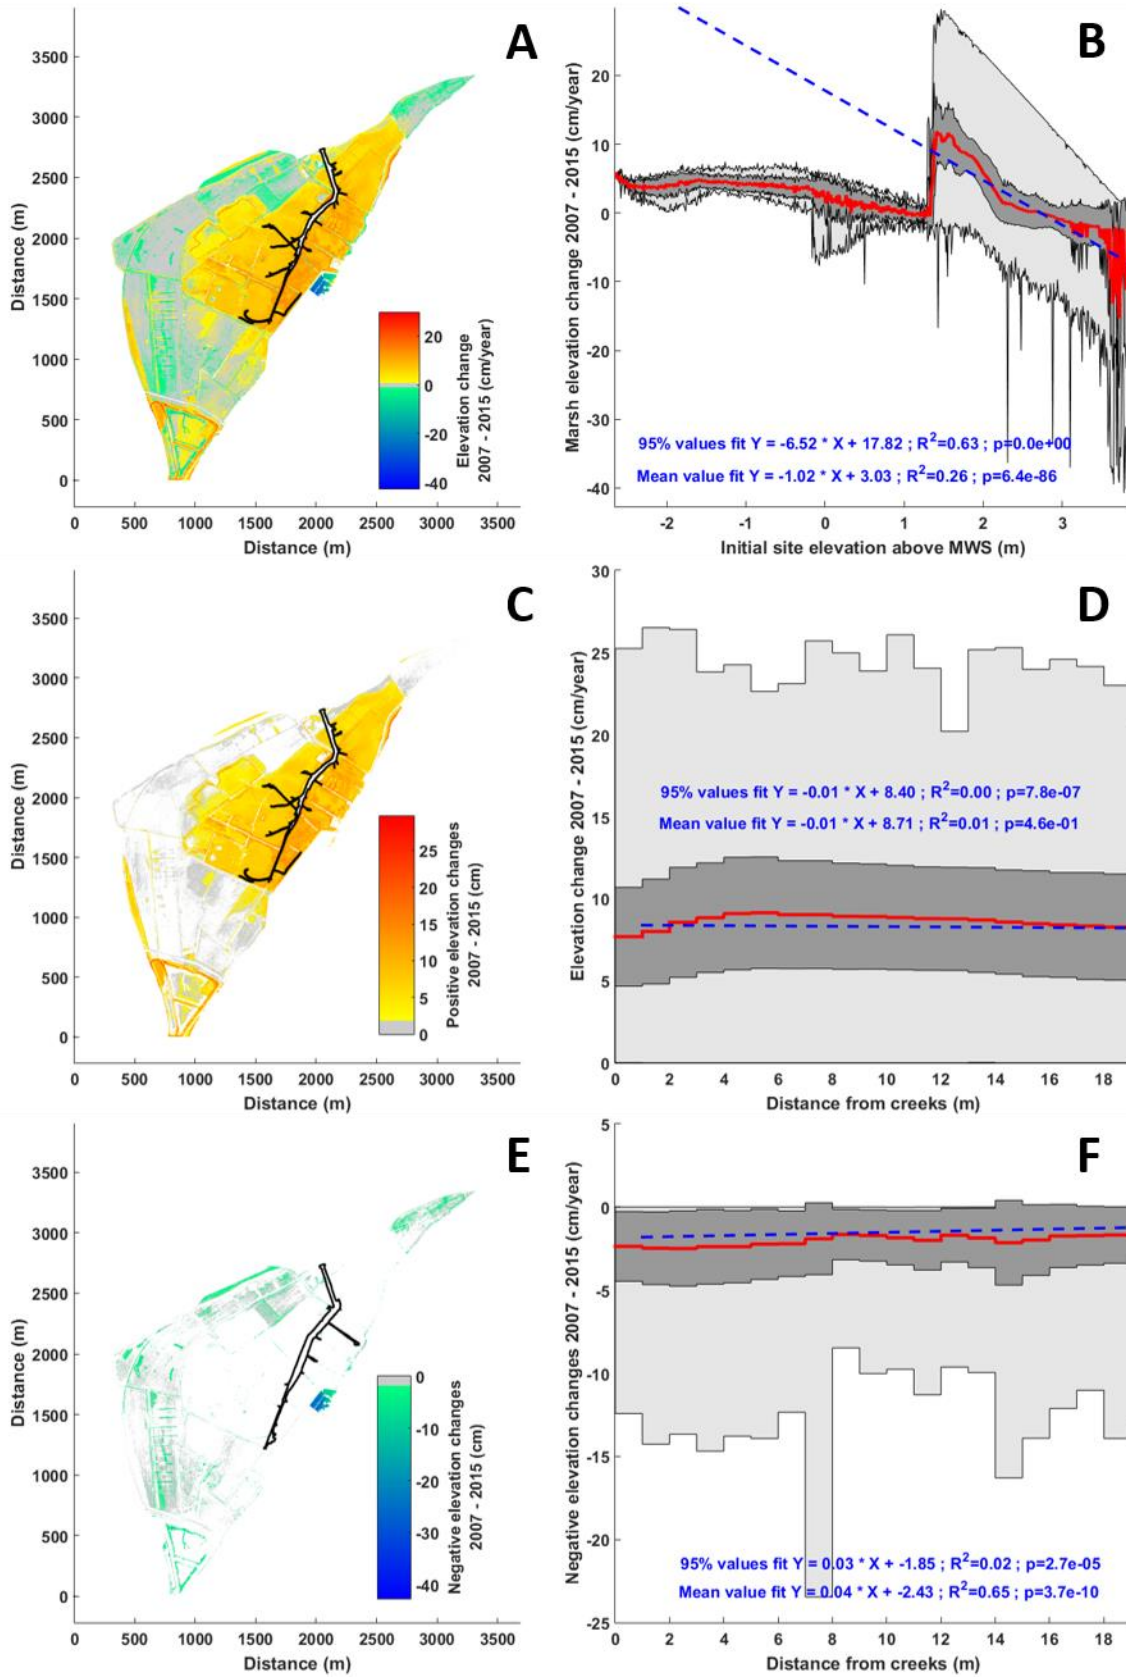 A
3500
3000
2500
2000
1500
1000
500
0
Distance (m)
0 500 1000 1500 2000 2500 3000 3500
Distance (m)
20
0
-20
-40
Elevation change
2007 - 2015 (cm/year)
B
20
10
0
-10
-20
-30
-40
Marsh elevation change 2007 - 2015 (cm/year)
95% values fit Y = -6.52 * X + 17.82 ; R2=0.63 ; p=0.0e+00
Mean value fit Y = -1.02 * X + 3.03 ; R2=0.26 ; p=6.4e-86
-2 -1 0 1 2 3
Initial site elevation above MWS (m)
C
3500
3000
2500
2000
1500
1000
500
0
Distance (m)
0 500 1000 1500 2000 2500 3000 3500
Distance (m)
25
20
15
10
5
0
Positive elevation changes
2007 - 2015 (cm)
D
30
25
20
15
10
5
0
Elevation change 2007 - 2015 (cm/year)
95% values fit Y = -0.01 * X + 8.40 ; R2=0.00 ; p=7.8e-07
Mean value fit Y = -0.01 * X + 8.71 ; R2=0.01 ; p=4.6e-01
0 2 4 6 8 10 12 14 16 18
Distance from creeks (m)
E
3500
3000
2500
2000
1500
1000
500
0
Distance (m)
0 500 1000 1500 2000 2500 3000 3500
Distance (m)
0
-10
-20
-30
-40
Negative elevation changes
2007 - 2015 (cm)
F
5
0
-5
-10
-15
-20
-25
Negative elevation changes 2007 - 2015 (cm/year)
95% values fit Y = 0.03 * X + -1.85 ; R2=0.02 ; p=2.7e-05
Mean value fit Y = 0.04 * X + -2.43 ; R2=0.65 ; p=3.7e-10
0 2 4 6 8 10 12 14 16 18
Distance from creeks (m)